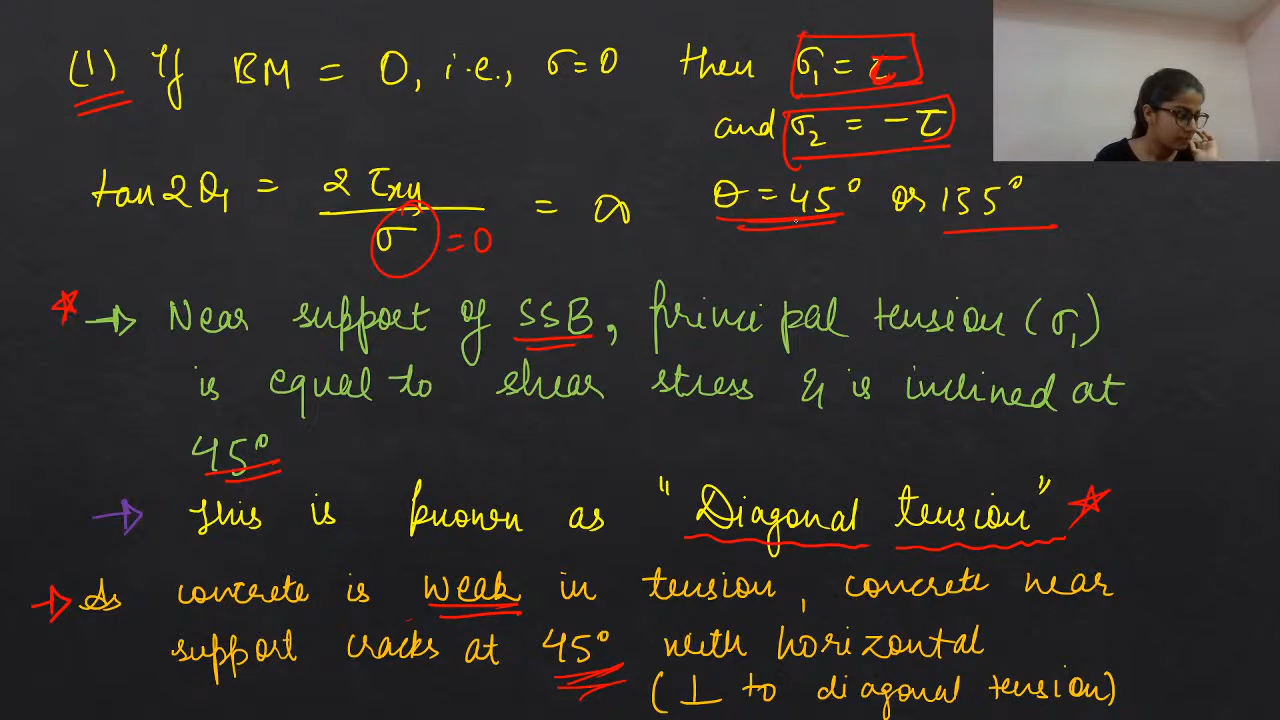 (1) If BM = 0, i.e., σ=0 then σ₁ = τ
and σ₂ = -τ
tan2θ₁ = 2τxy / σ = ∞ θ = 45° or 135°
= 0
→ Near support of SSB, principal tension (σ₁)
is equal to shear stress & is inclined at
45°
→ This is known as "Diagonal tension"
→ As concrete is weak in tension, concrete near
support cracks at 45° with horizontal
(⊥ to diagonal tension)